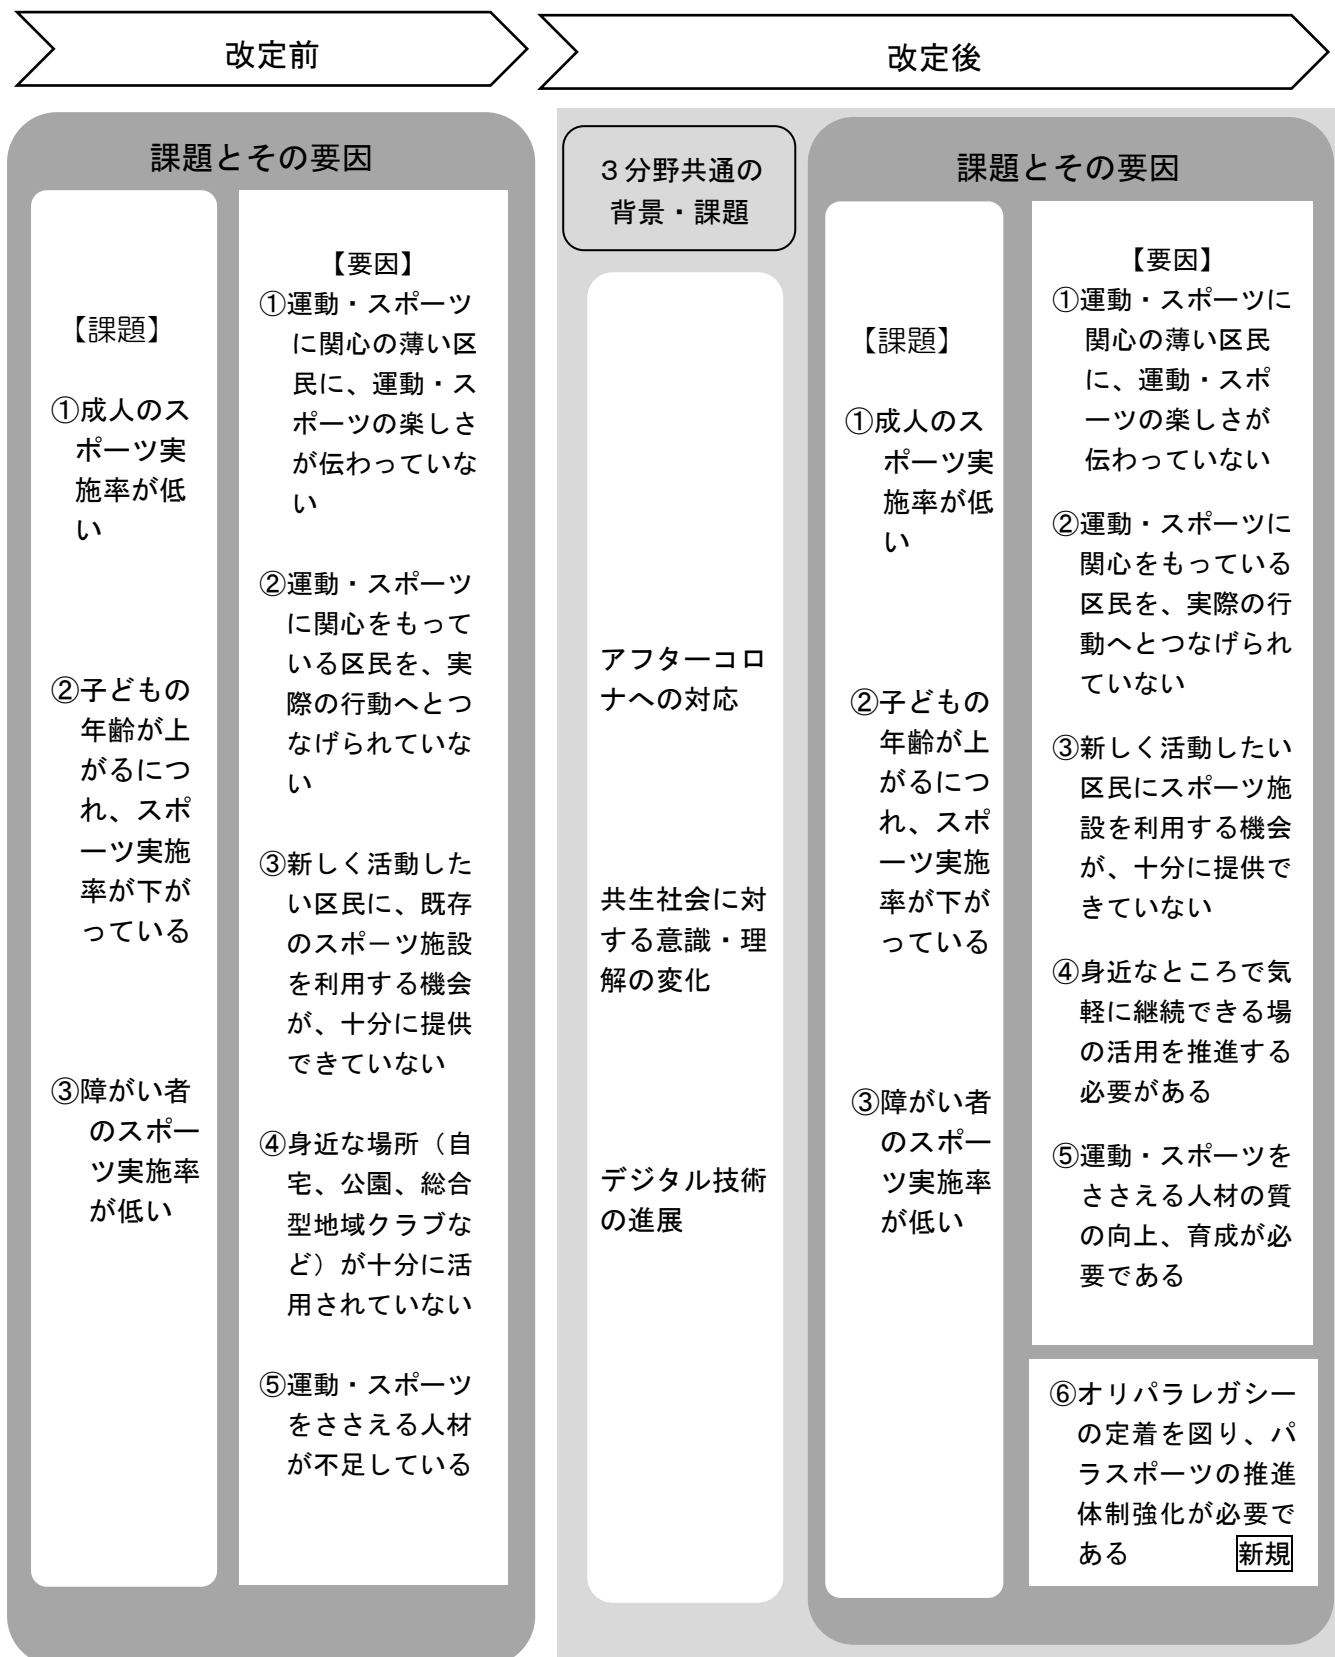 改定前
改定後
課題とその要因
【課題】
①成人のス
ポーツ実
施率が低
い
②子どもの
年齢が上
がるにつ
れ、スポ
ーツ実施
率が下が
っている
③障がい者
のスポー
ツ実施率
が低い
【要因】
①運動・スポーツ
に関心の薄い区
民に、運動・ス
ポーツの楽しさ
が伝わっていな
い
②運動・スポーツ
に関心をもって
いる区民を、実
際の行動へとつ
なげられていな
い
③新しく活動した
い区民に、既存
のスポーツ施設
を利用する機会
が、十分に提供
できていない
④身近な場所（自
宅、公園、総合
型地域クラブな
ど）が十分に活
用されていない
⑤運動・スポーツ
をささえる人材
が不足している
３分野共通の
背景・課題
アフターコロ
ナへの対応
共生社会に対
する意識・理
解の変化
デジタル技術
の進展
課題とその要因
【課題】
①成人のス
ポーツ実
施率が低
い
②子どもの
年齢が上
がるにつ
れ、スポ
ーツ実施
率が下が
っている
③障がい者
のスポー
ツ実施率
が低い
【要因】
①運動・スポーツに
関心の薄い区民
に、運動・スポ
ーツの楽しさが
伝わっていない
②運動・スポーツに
関心をもっている
区民を、実際の行
動へとつなげられ
ていない
③新しく活動したい
区民にスポーツ施
設を利用する機会
が、十分に提供で
きていない
④身近なところで気
軽に継続できる場
の活用を推進する
必要がある
⑤運動・スポーツを
ささえる人材の質
の向上、育成が必
要である
⑥オリパラレガシー
の定着を図り、パ
ラスポーツの推進
体制強化が必要で
ある 新規